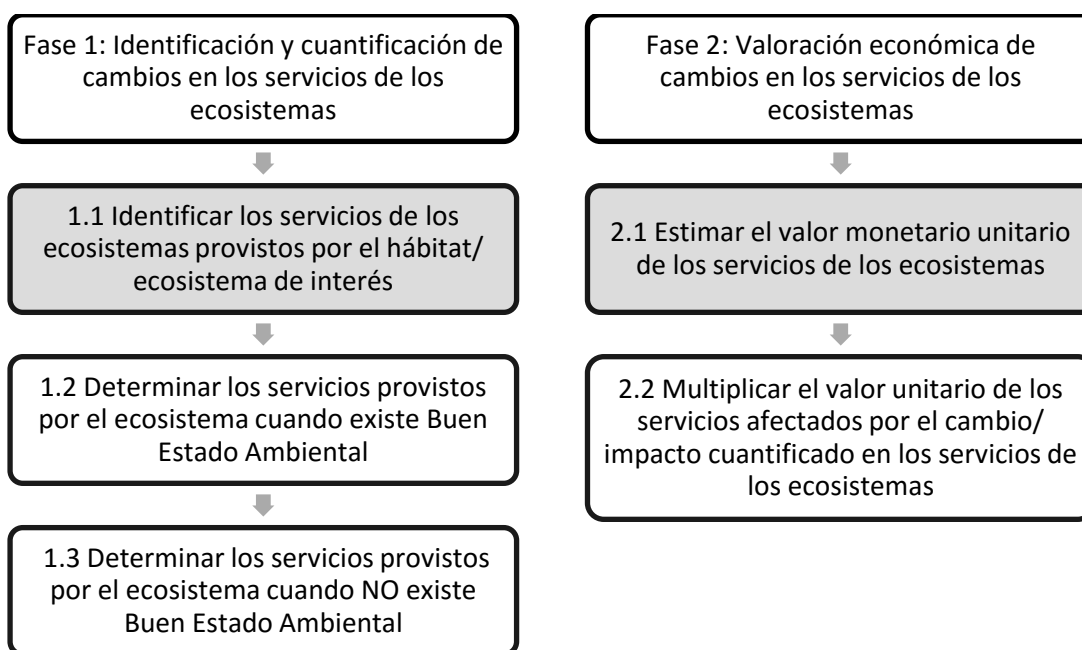 Fase 1: Identificación y cuantificación de
cambios en los servicios de los
ecosistemas
1.1 Identificar los servicios de los
ecosistemas provistos por el hábitat/
ecosistema de interés
1.2 Determinar los servicios provistos
por el ecosistema cuando existe Buen
Estado Ambiental
1.3 Determinar los servicios provistos
por el ecosistema cuando NO existe
Buen Estado Ambiental
Fase 2: Valoración económica de
cambios en los servicios de los
ecosistemas
2.1 Estimar el valor monetario unitario
de los servicios de los ecosistemas
2.2 Multiplicar el valor unitario de los
servicios afectados por el cambio/
impacto cuantificado en los servicios de
los ecosistemas